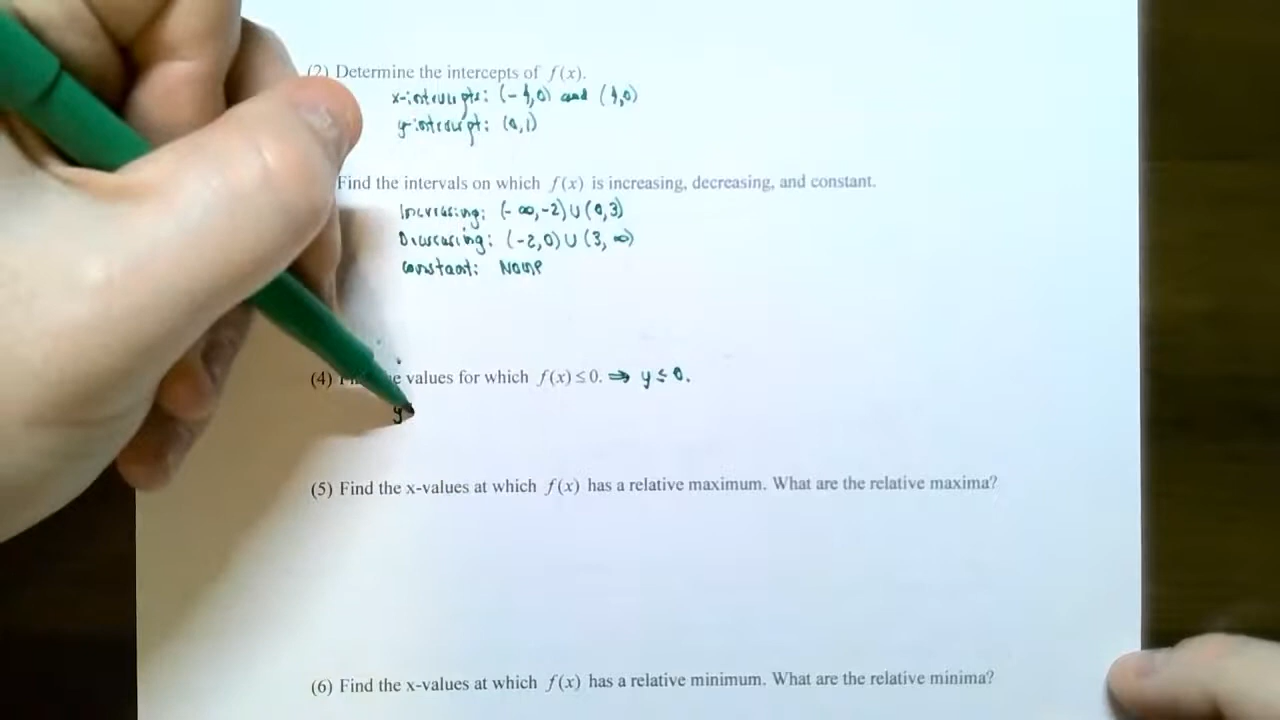 (2) Determine the intercepts of f(x).
x-intercepts: (-4,0) and (4,0)
y-intercept: (0,1)
Find the intervals on which f(x) is increasing, decreasing, and constant.
Increasing: (-∞,-2)∪(0,3)
Decreasing: (-2,0)∪(3,∞)
constant: None
(4) values for which f(x)≤0. ⇒ y≤0.
y
(5) Find the x-values at which f(x) has a relative maximum. What are the relative maxima?
(6) Find the x-values at which f(x) has a relative minimum. What are the relative minima?